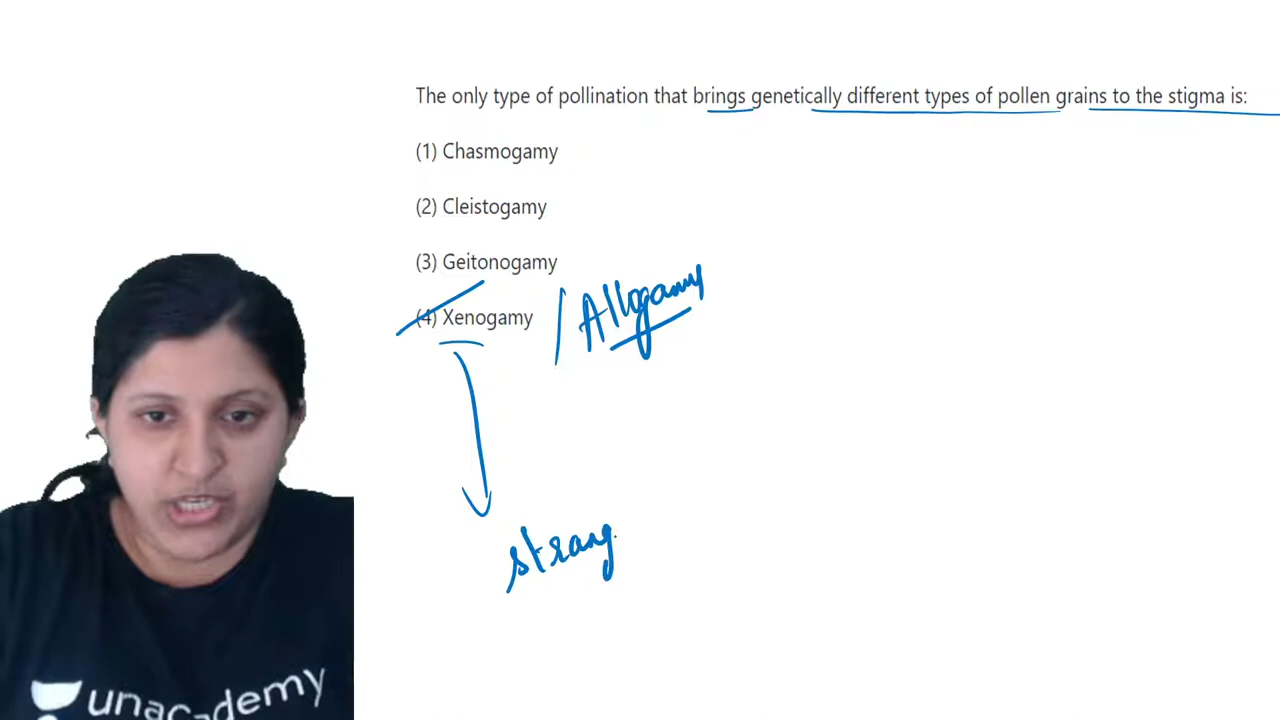 The only type of pollination that brings genetically different types of pollen grains to the stigma is:
(1) Chasmogamy
(2) Cleistogamy
(3) Geitonogamy
(4) Xenogamy / Allogamy
strang
unacademy